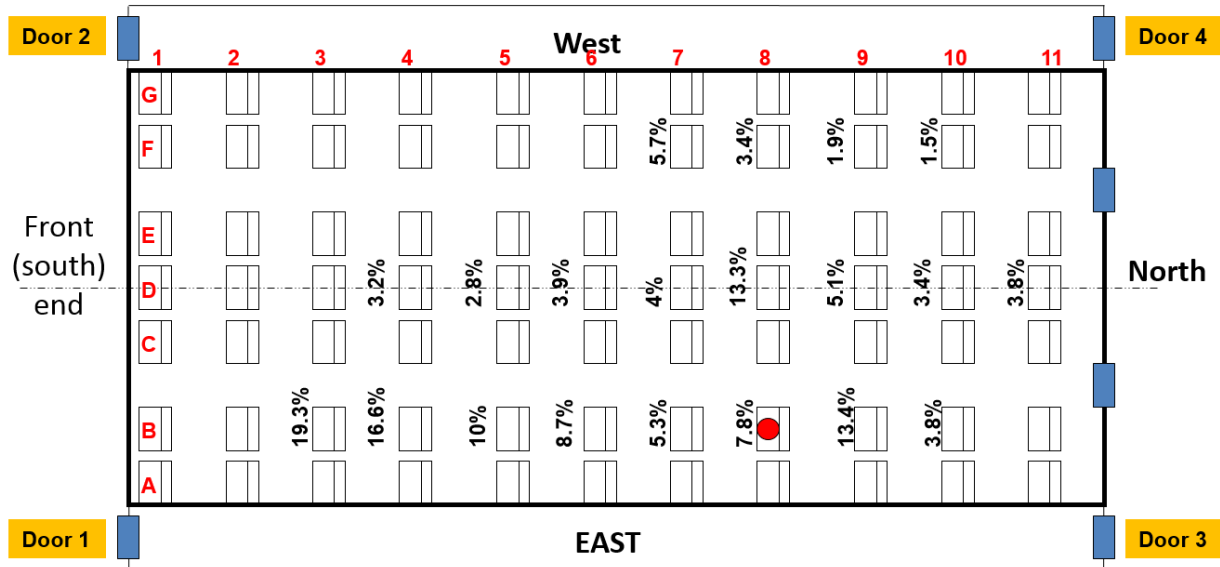 Door 2
West
Door 4
1 2 3 4 5 6 7 8 9 10 11
G
F 5.7% 3.4% 1.9% 1.5%
E
Front
(south)
end
D 3.2% 2.8% 3.9% 4% 13.3% 5.1% 3.4% 3.8%
North
C
B 19.3% 16.6% 10% 8.7% 5.3% 7.8% 13.4% 3.8%
A
Door 1
EAST
Door 3